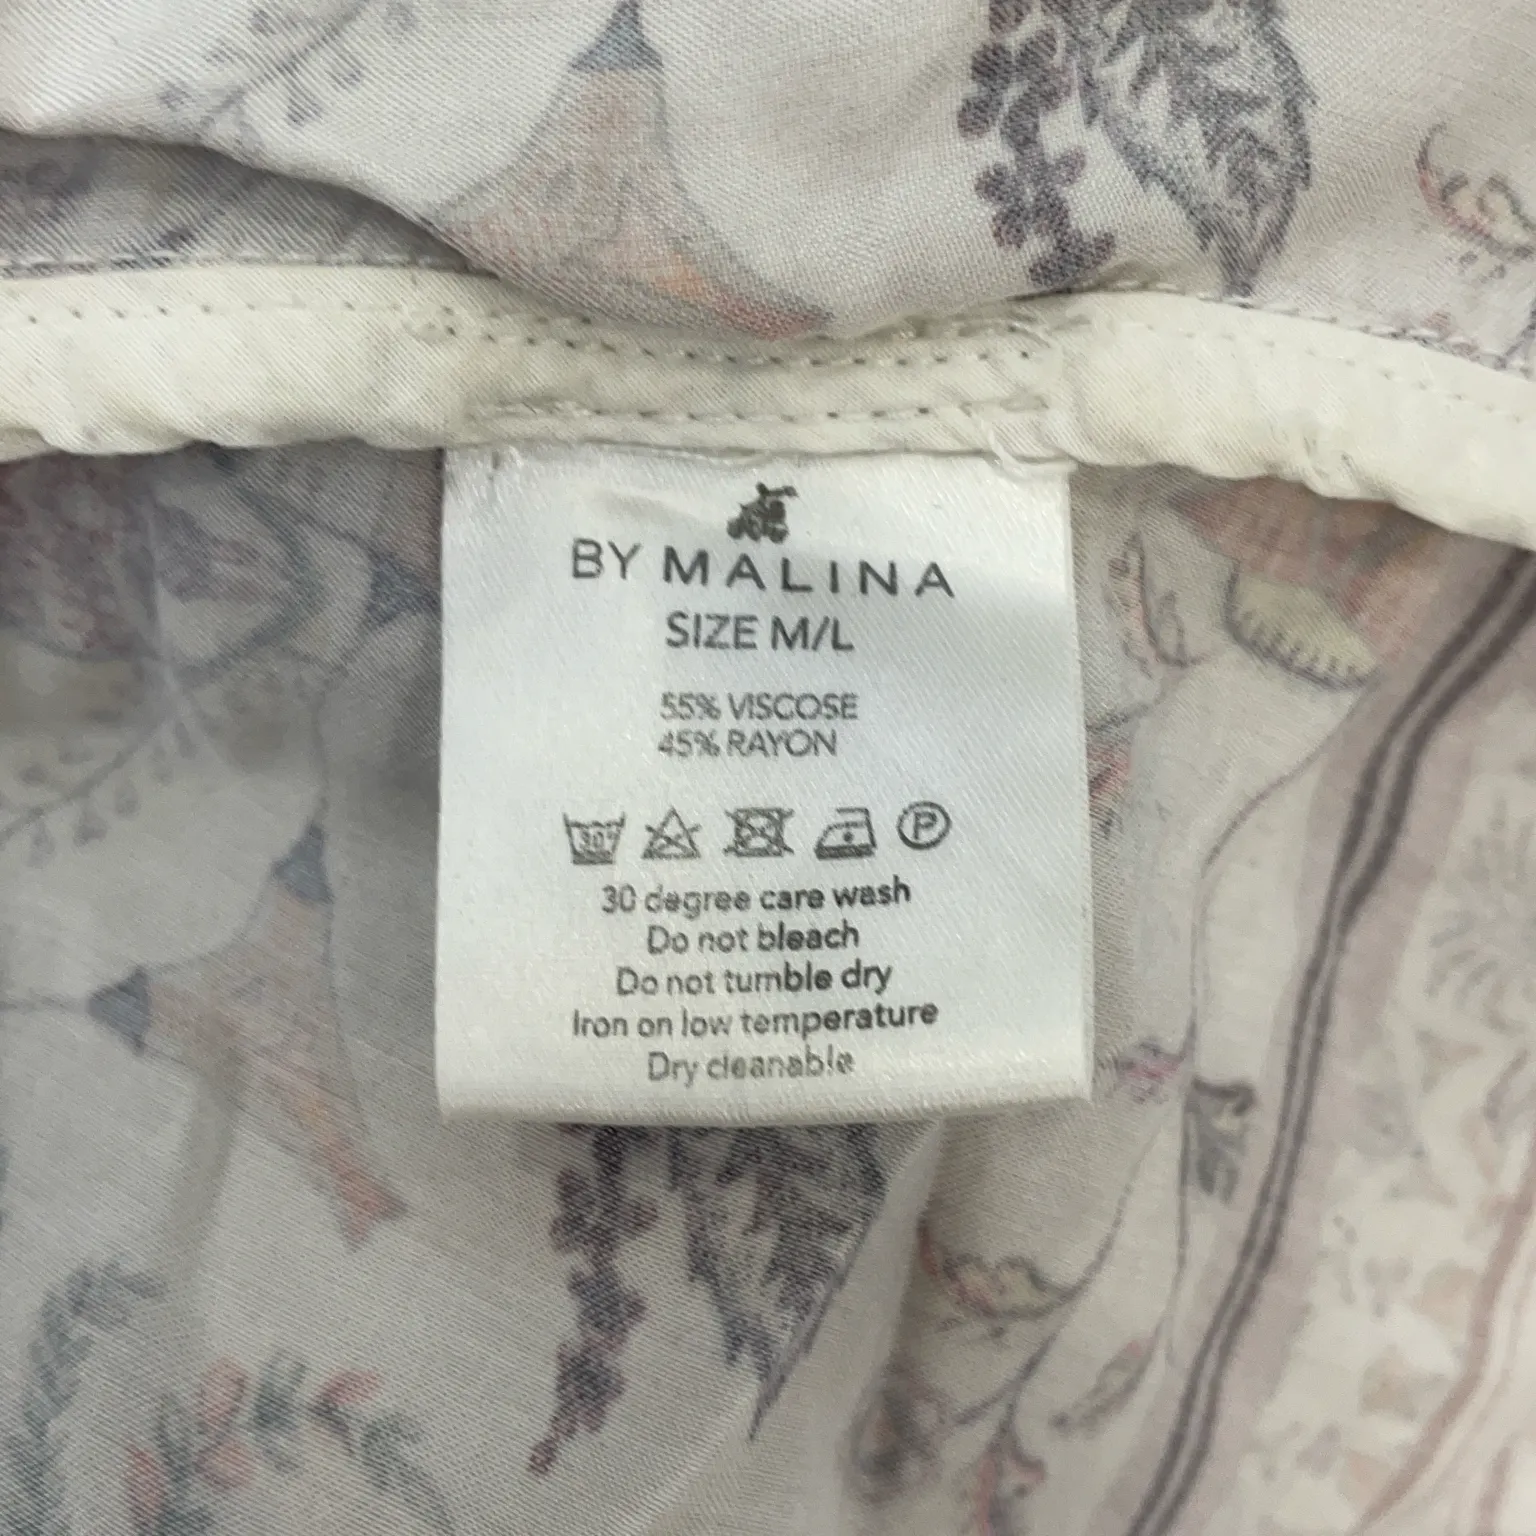 BY MALINA
SIZE M/L
55% VISCOSE
45% RAYON
30° P
30 degree care wash
Do not bleach
Do not tumble dry
Iron on low temperature
Dry cleanable